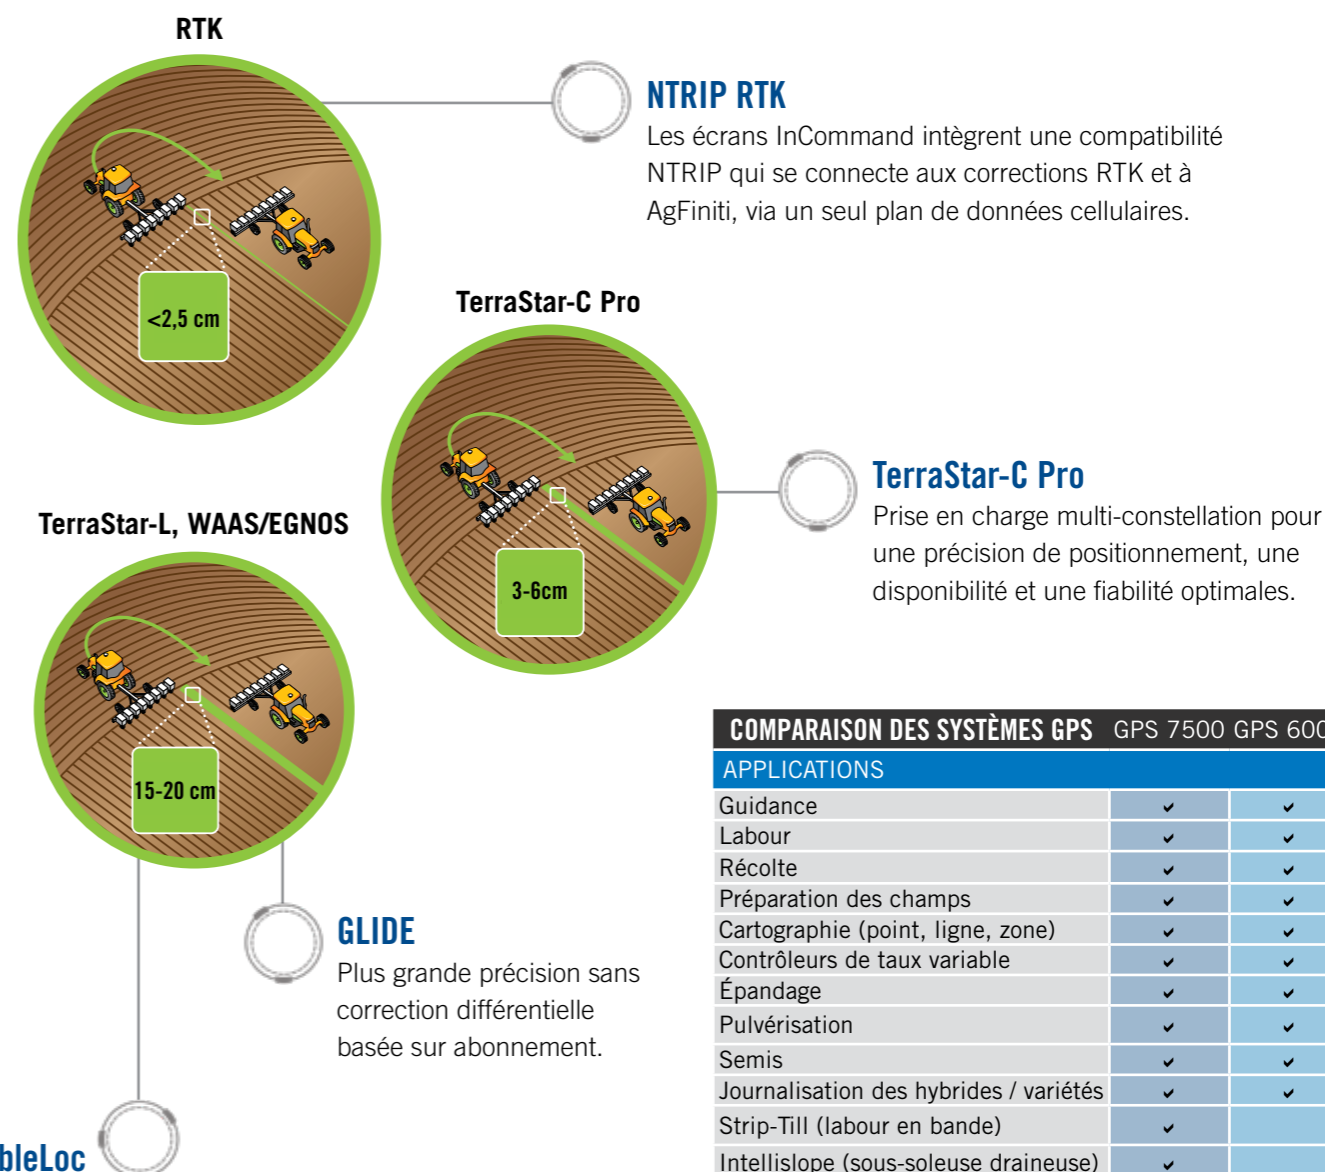 RTK
NTRIP RTK
Les écrans InCommand intègrent une compatibilité
NTRIP qui se connecte aux corrections RTK et à
AgFiniti, via un seul plan de données cellulaires.
<2,5 cm
TerraStar-C Pro
3-6cm
TerraStar-C Pro
Prise en charge multi-constellation pour
une précision de positionnement, une
disponibilité et une fiabilité optimales.
TerraStar-L, WAAS/EGNOS
15-20 cm
GLIDE
Plus grande précision sans
correction différentielle
basée sur abonnement.
bleLoc
COMPARAISON DES SYSTÈMES GPS GPS 7500 GPS 600
APPLICATIONS
Guidance ✔ ✔
Labour ✔ ✔
Récolte ✔ ✔
Préparation des champs ✔ ✔
Cartographie (point, ligne, zone) ✔ ✔
Contrôleurs de taux variable ✔ ✔
Épandage ✔ ✔
Pulvérisation ✔ ✔
Semis ✔ ✔
Journalisation des hybrides / variétés ✔ ✔
Strip-Till (labour en bande) ✔
Intellislope (sous-soleuse draineuse) ✔